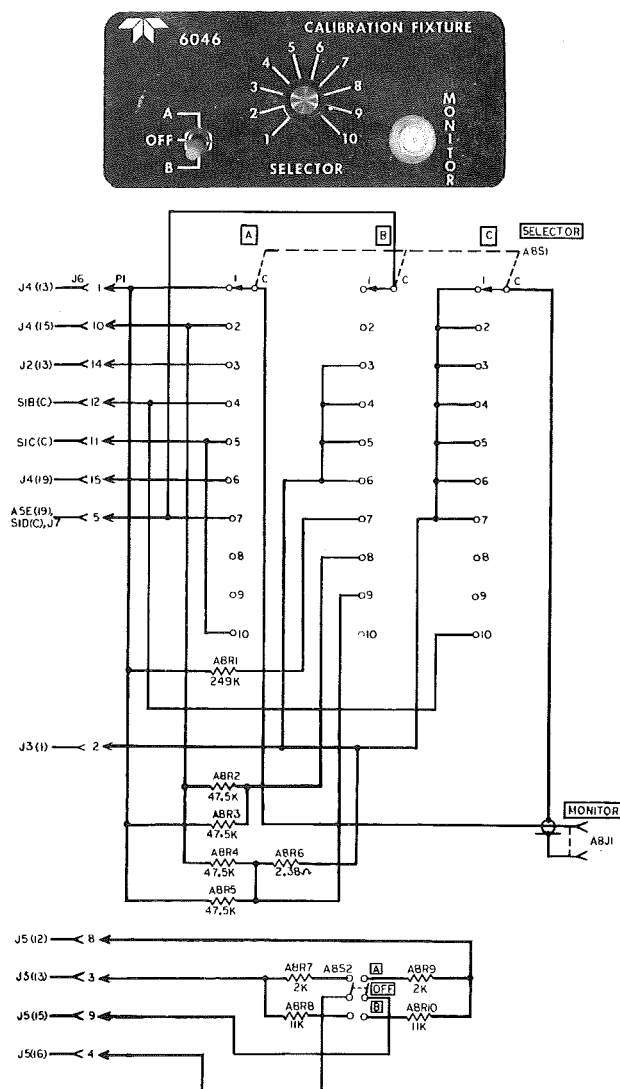 6046
CALIBRATION FIXTURE
A
OFF
B
1
2
3
4
5
6
7
8
9
10
SELECTOR
MONITOR
A
B
C
SELECTOR
A8S1
J6
P1
J4(13) 1
1 C
1 C
1 C
J4(15) 10
2
2
2
J2(13) 14
3
3
3
S1B(C) 12
4
4
4
S1C(C) 11
5
5
5
J4(19) 15
6
6
6
A5E(19),
S1D(C), J7
5
7
7
7
8
8
8
9
9
9
10
10
10
A8R1
249K
J3(1) 2
A8R2
47.5K
A8R3
47.5K
MONITOR
A8J1
A8R4
47.5K
A8R6
2.38Ω
A8R5
47.5K
J5(12) 8
J5(13) 3
A8R7
2K
A8S2
A
A8R9
2K
OFF
J5(15) 9
A8R8
11K
B
A8R10
11K
J5(16) 4